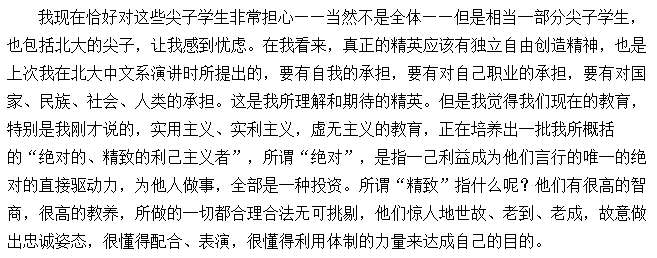 我现在恰好对这些尖子学生非常担心——当然不是全体——但是相当一部分尖子学生，
也包括北大的尖子，让我感到忧虑。在我看来，真正的精英应该有独立自由创造精神，也是
上次我在北大中文系演讲时所提出的，要有自我的承担，要有对自己职业的承担，要有对国
家、民族、社会、人类的承担。这是我所理解和期待的精英。但是我觉得我们现在的教育，
特别是我刚才说的，实用主义、实利主义，虚无主义的教育，正在培养出一批我所概括
的“绝对的、精致的利己主义者”，所谓“绝对”，是指一己利益成为他们言行的唯一的绝
对的直接驱动力，为他人做事，全部是一种投资。所谓“精致”指什么呢？他们有很高的智
商，很高的教养，所做的一切都合理合法无可挑剔，他们惊人地世故、老到、老成，故意做
出忠诚姿态，很懂得配合、表演，很懂得利用体制的力量来达成自己的目的。